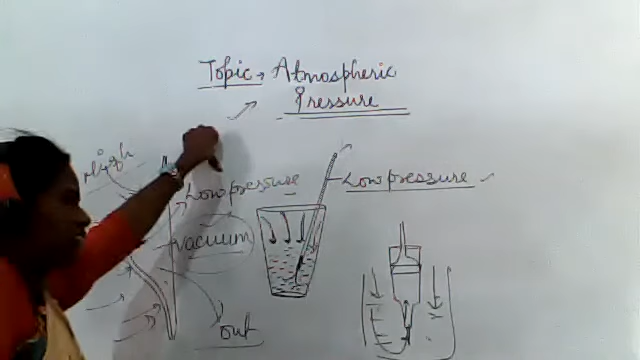 Topic → Atmospheric
Pressure
High
Low pressure
Low pressure
vacuum
out